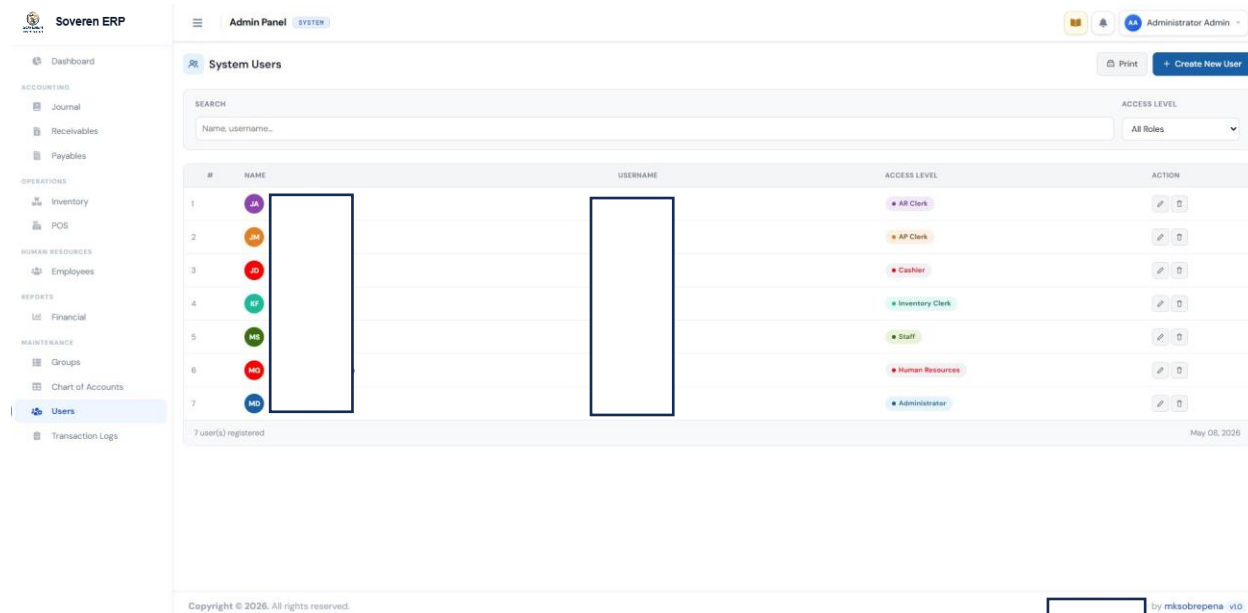 Soveren ERP
Admin Panel SYSTEM
AA Administrator Admin
Dashboard
ACCOUNTING
Journal
Receivables
Payables
OPERATIONS
Inventory
POS
HUMAN RESOURCES
Employees
REPORTS
Financial
MAINTENANCE
Groups
Chart of Accounts
Users
Transaction Logs
System Users
Print
+ Create New User
SEARCH
Name, username...
ACCESS LEVEL
All Roles
# NAME USERNAME ACCESS LEVEL ACTION
1 JA AR Clerk
2 JM AP Clerk
3 JD Cashier
4 KF Inventory Clerk
5 MS Staff
6 MG Human Resources
7 MD Administrator
7 user(s) registered
May 08, 2026
Copyright © 2026. All rights reserved.
by mksobrepena v1.0